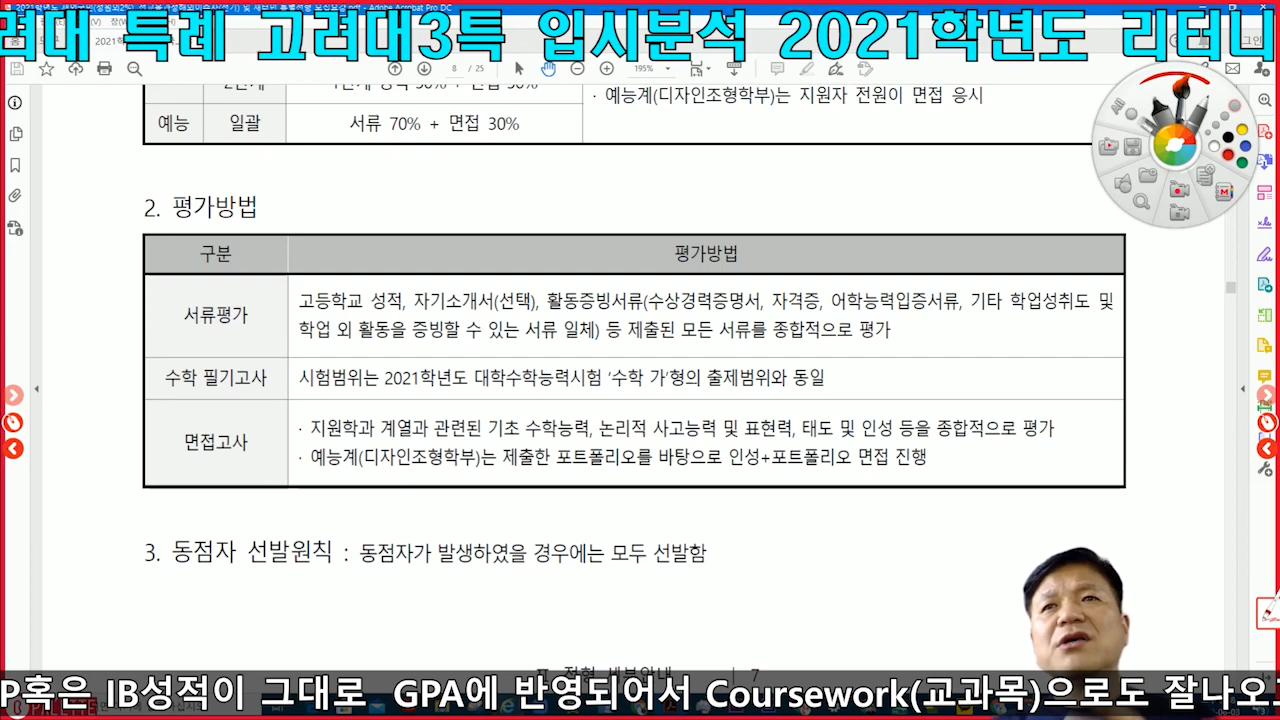 려대 특례 고려대3특 입시분석 2021학년도 리터니
8 / 25
195%
· 예능계(디자인조형학부)는 지원자 전원이 면접 응시
예능 일괄 서류 70% + 면접 30%
2. 평가방법
구분 평가방법
서류평가 고등학교 성적, 자기소개서(선택), 활동증빙서류(수상경력증명서, 자격증, 어학능력입증서류, 기타 학업성취도 및
학업 외 활동을 증빙할 수 있는 서류 일체) 등 제출된 모든 서류를 종합적으로 평가
수학 필기고사 시험범위는 2021학년도 대학수학능력시험 '수학 가'형의 출제범위와 동일
면접고사 · 지원학과 계열과 관련된 기초 수학능력, 논리적 사고능력 및 표현력, 태도 및 인성 등을 종합적으로 평가
· 예능계(디자인조형학부)는 제출한 포트폴리오를 바탕으로 인성+포트폴리오 면접 진행
3. 동점자 선발원칙 : 동점자가 발생하였을 경우에는 모두 선발함
P혹은 IB성적이 그대로 GPA에 반영되어서 Coursework(교과목)으로도 잘나오